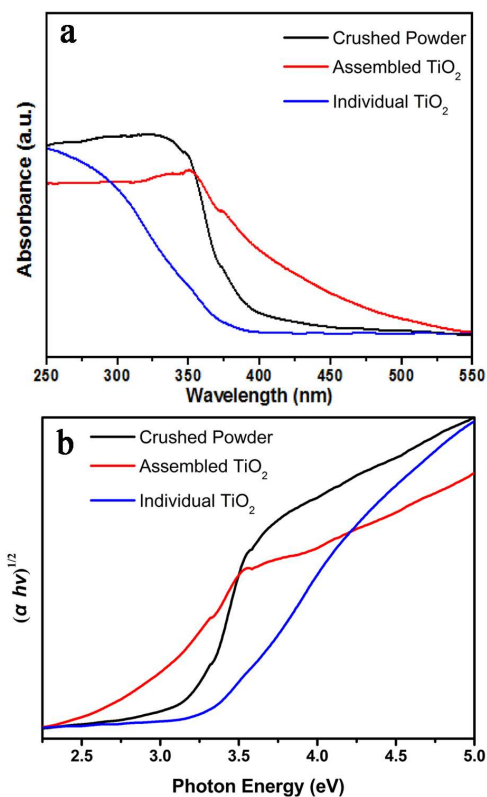 a
Crushed Powder
Assembled TiO2
Individual TiO2
Absorbance (a.u.)
250 300 350 400 450 500 550
Wavelength (nm)
b
Crushed Powder
Assembled TiO2
Individual TiO2
(α hν)1/2
2.5 3.0 3.5 4.0 4.5 5.0
Photon Energy (eV)